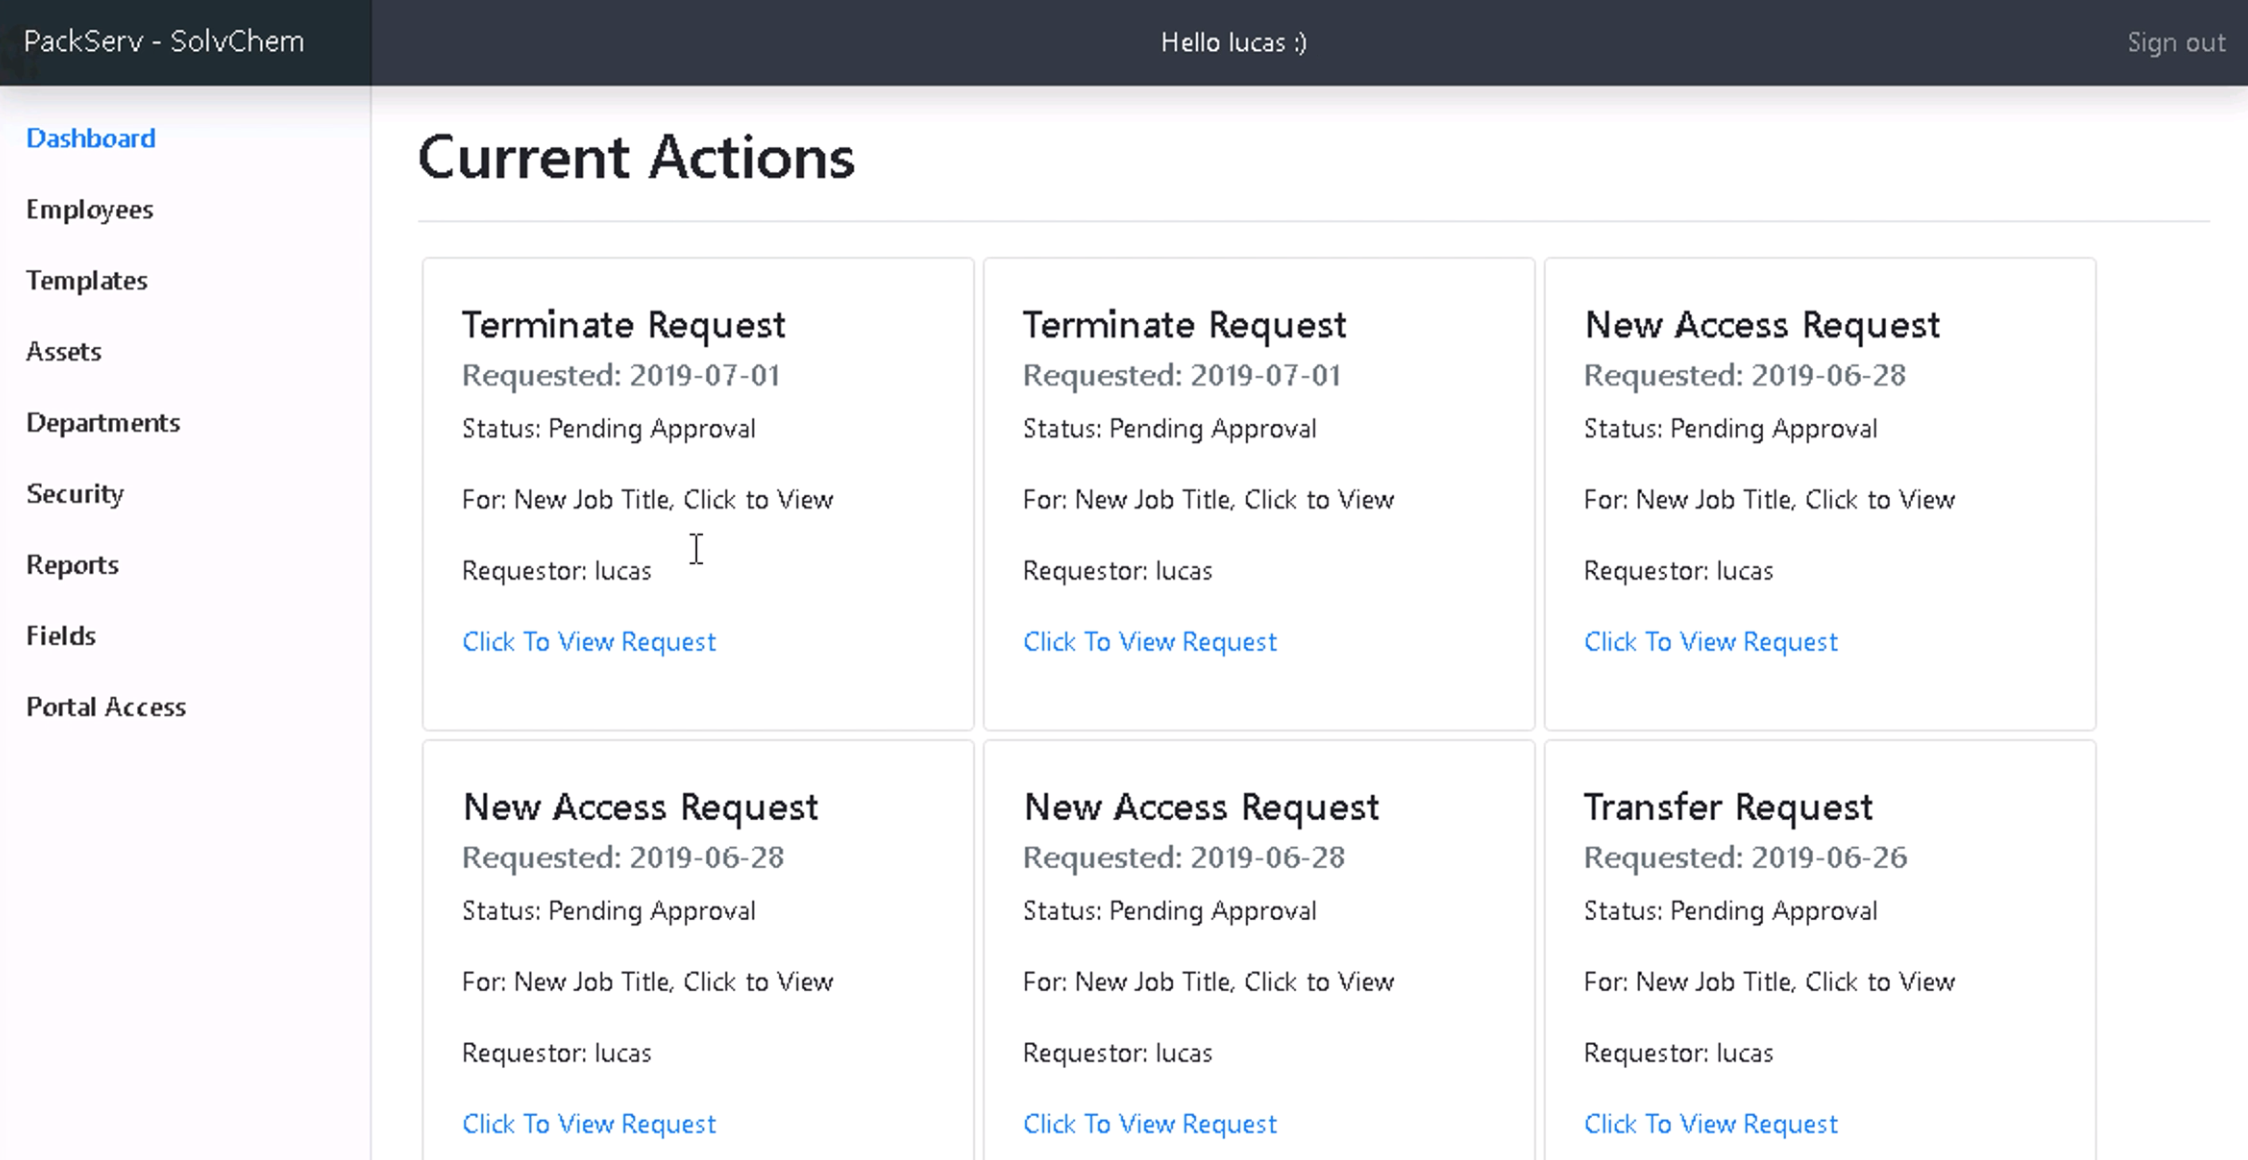 PackServ - SolvChem
Hello lucas :)
Sign out
Dashboard
Employees
Templates
Assets
Departments
Security
Reports
Fields
Portal Access
Current Actions
Terminate Request
Requested: 2019-07-01
Status: Pending Approval
For: New Job Title, Click to View
Requestor: lucas
Click To View Request
Terminate Request
Requested: 2019-07-01
Status: Pending Approval
For: New Job Title, Click to View
Requestor: lucas
Click To View Request
New Access Request
Requested: 2019-06-28
Status: Pending Approval
For: New Job Title, Click to View
Requestor: lucas
Click To View Request
New Access Request
Requested: 2019-06-28
Status: Pending Approval
For: New Job Title, Click to View
Requestor: lucas
Click To View Request
New Access Request
Requested: 2019-06-28
Status: Pending Approval
For: New Job Title, Click to View
Requestor: lucas
Click To View Request
Transfer Request
Requested: 2019-06-26
Status: Pending Approval
For: New Job Title, Click to View
Requestor: lucas
Click To View Request